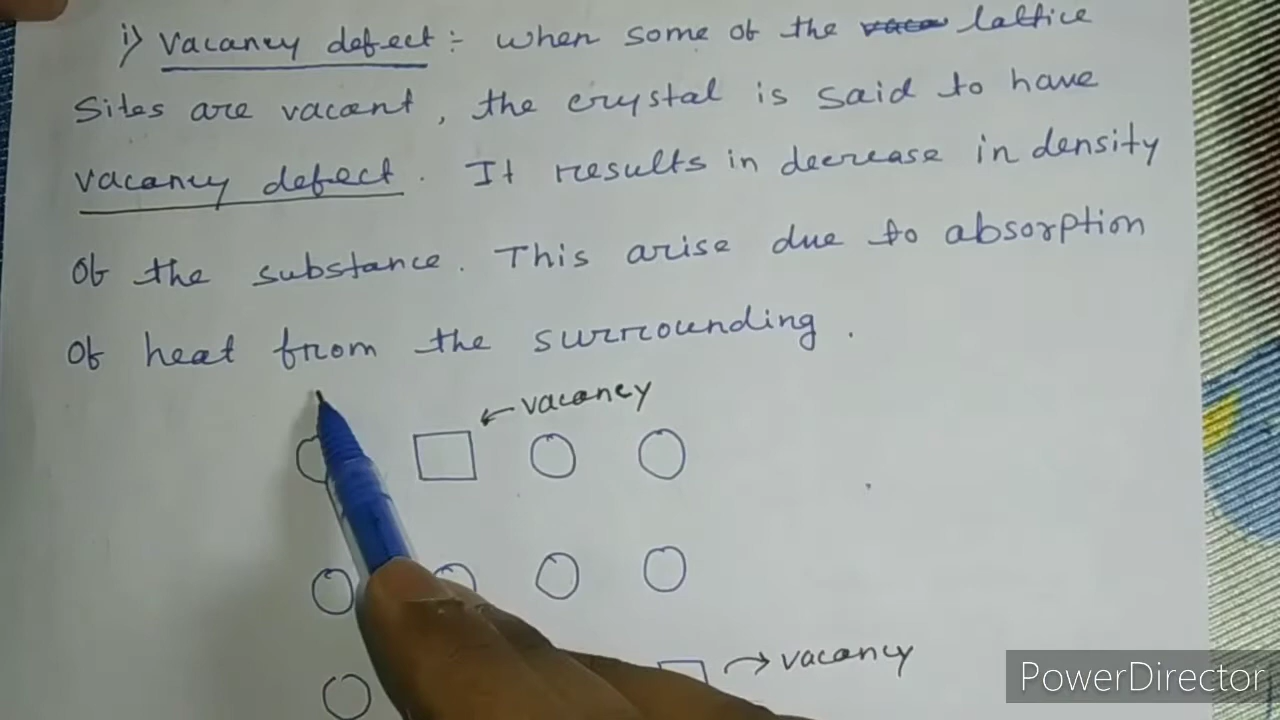 i) Vacancy defect :- when some of the lattice
Sites are vacant, the crystal is said to have
vacancy defect. It results in decrease in density
of the substance. This arise due to absorption
of heat from the surrounding.
← vacancy
→ vacancy
PowerDirector